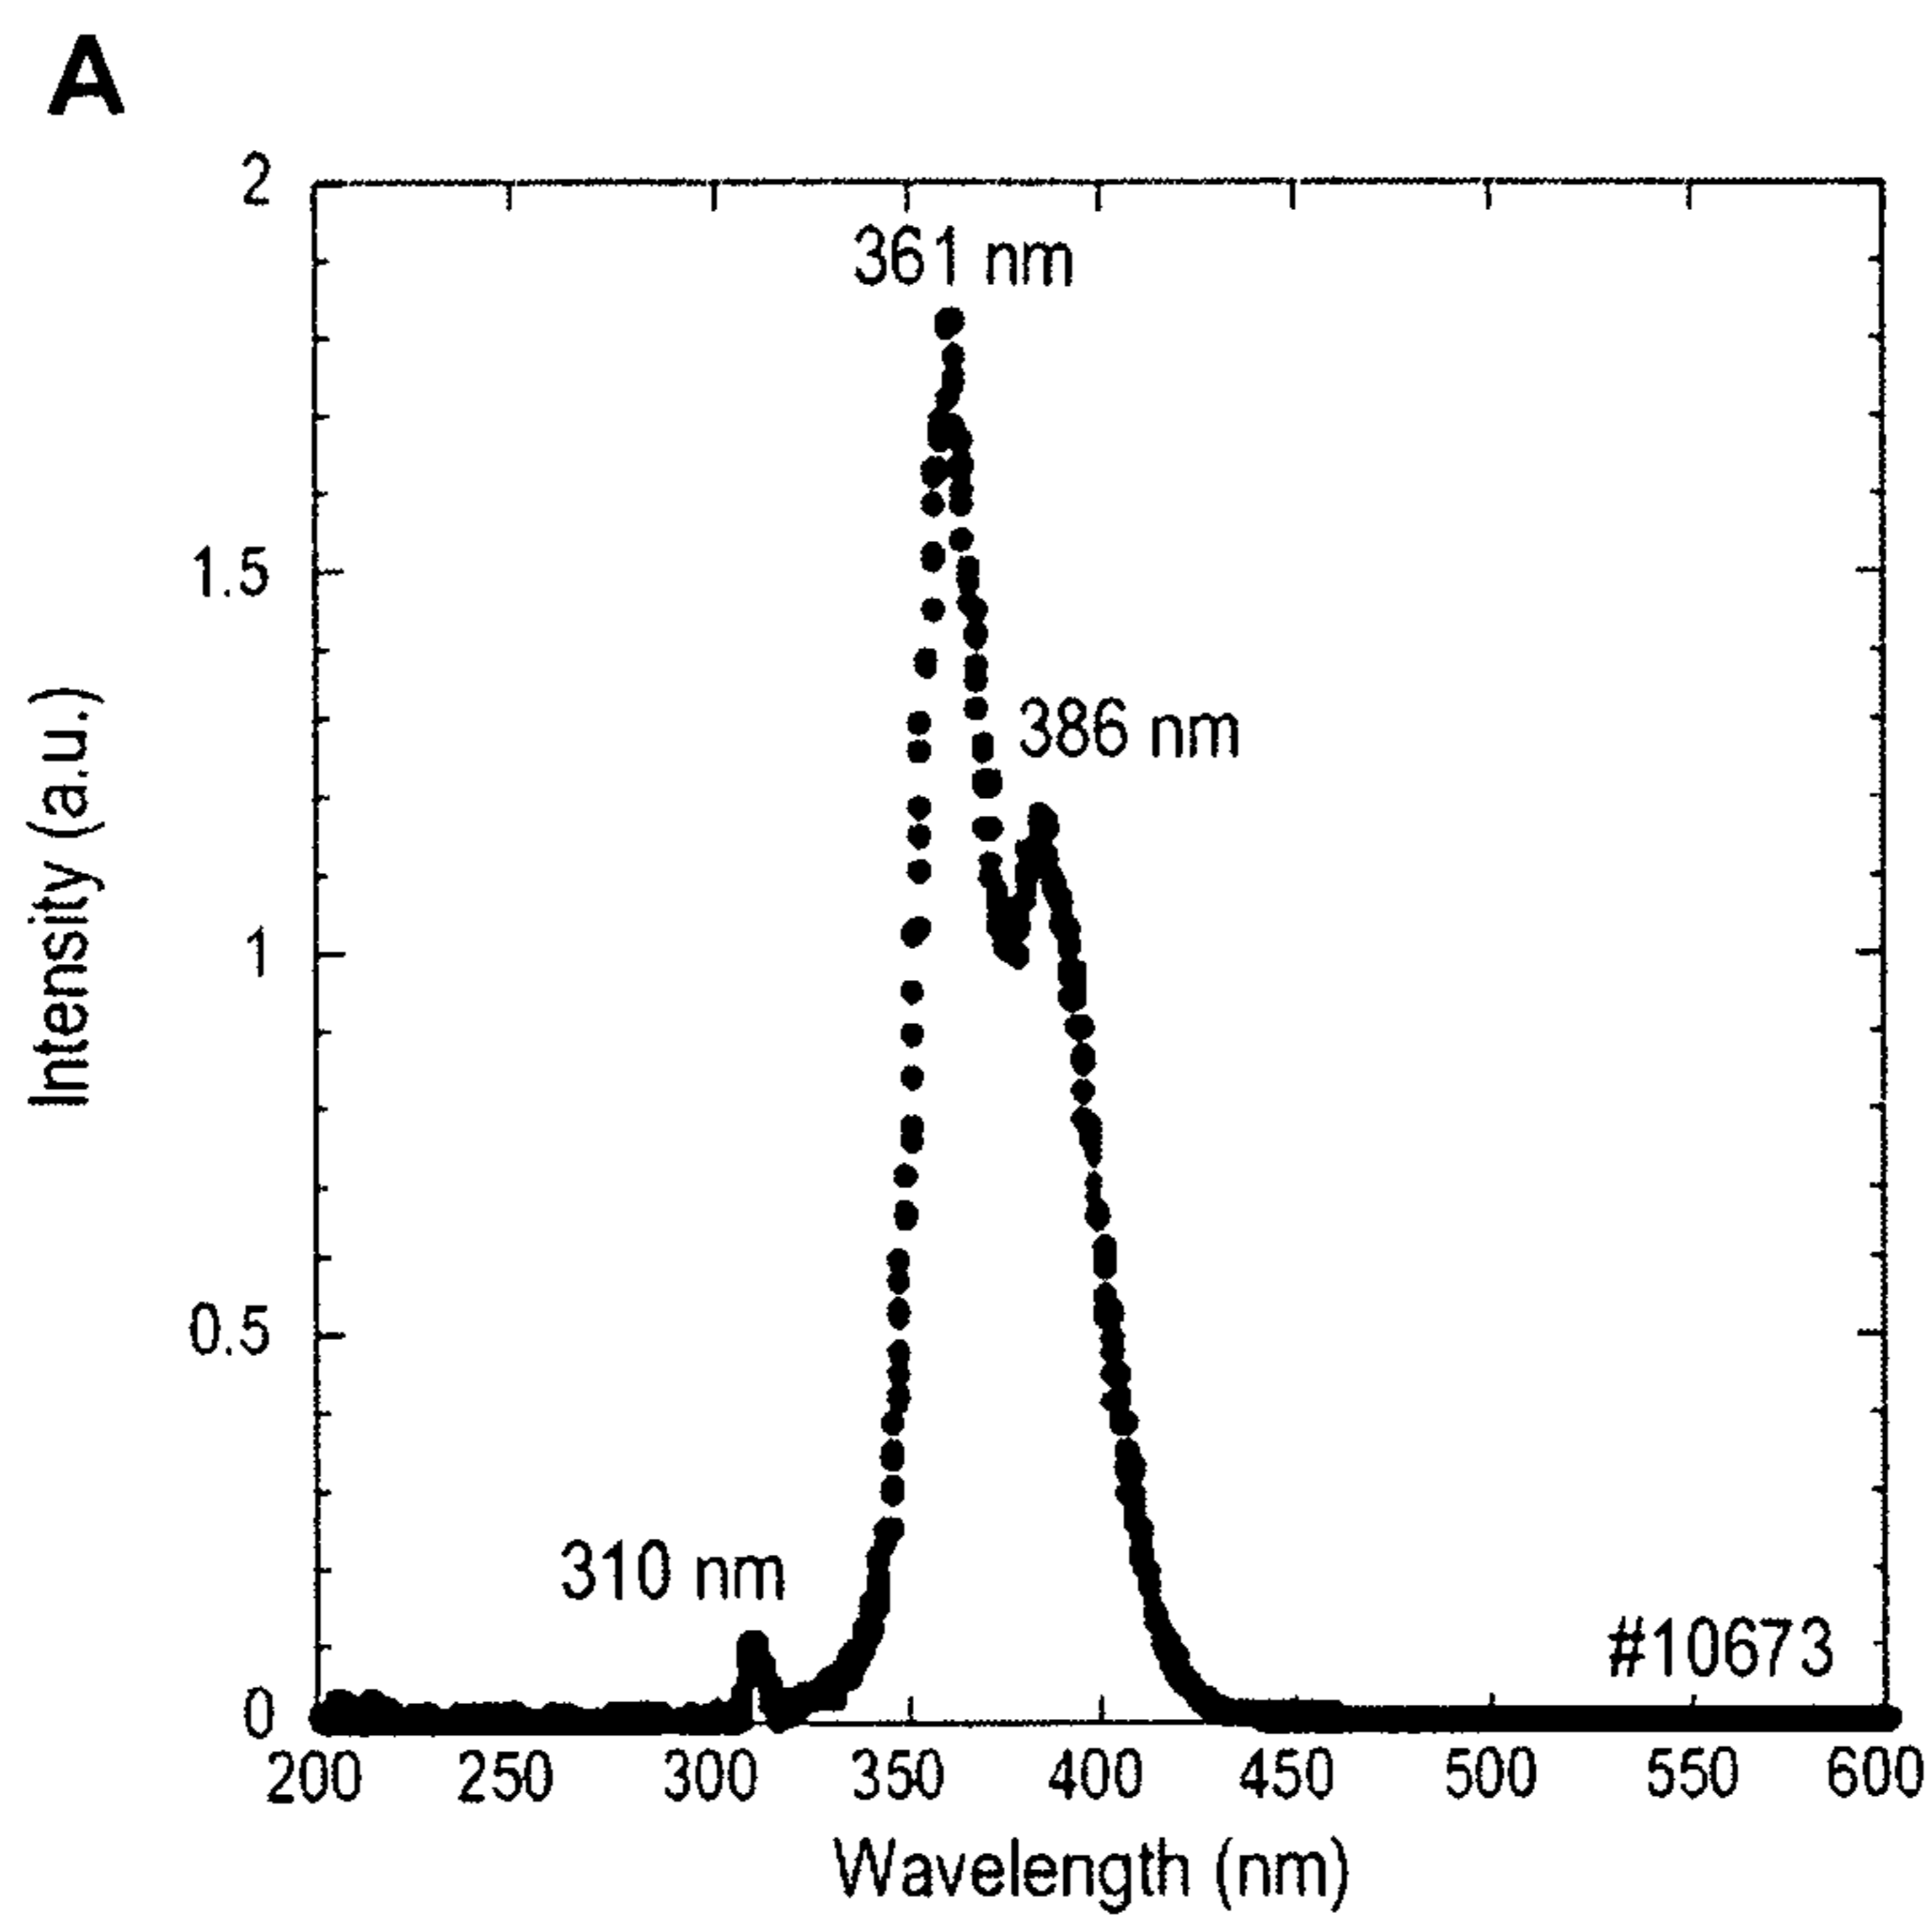 A
2
361 nm
1.5
Intensity (a.u.)
386 nm
1
0.5
310 nm
#10673
0
200 250 300 350 400 450 500 550 600
Wavelength (nm)